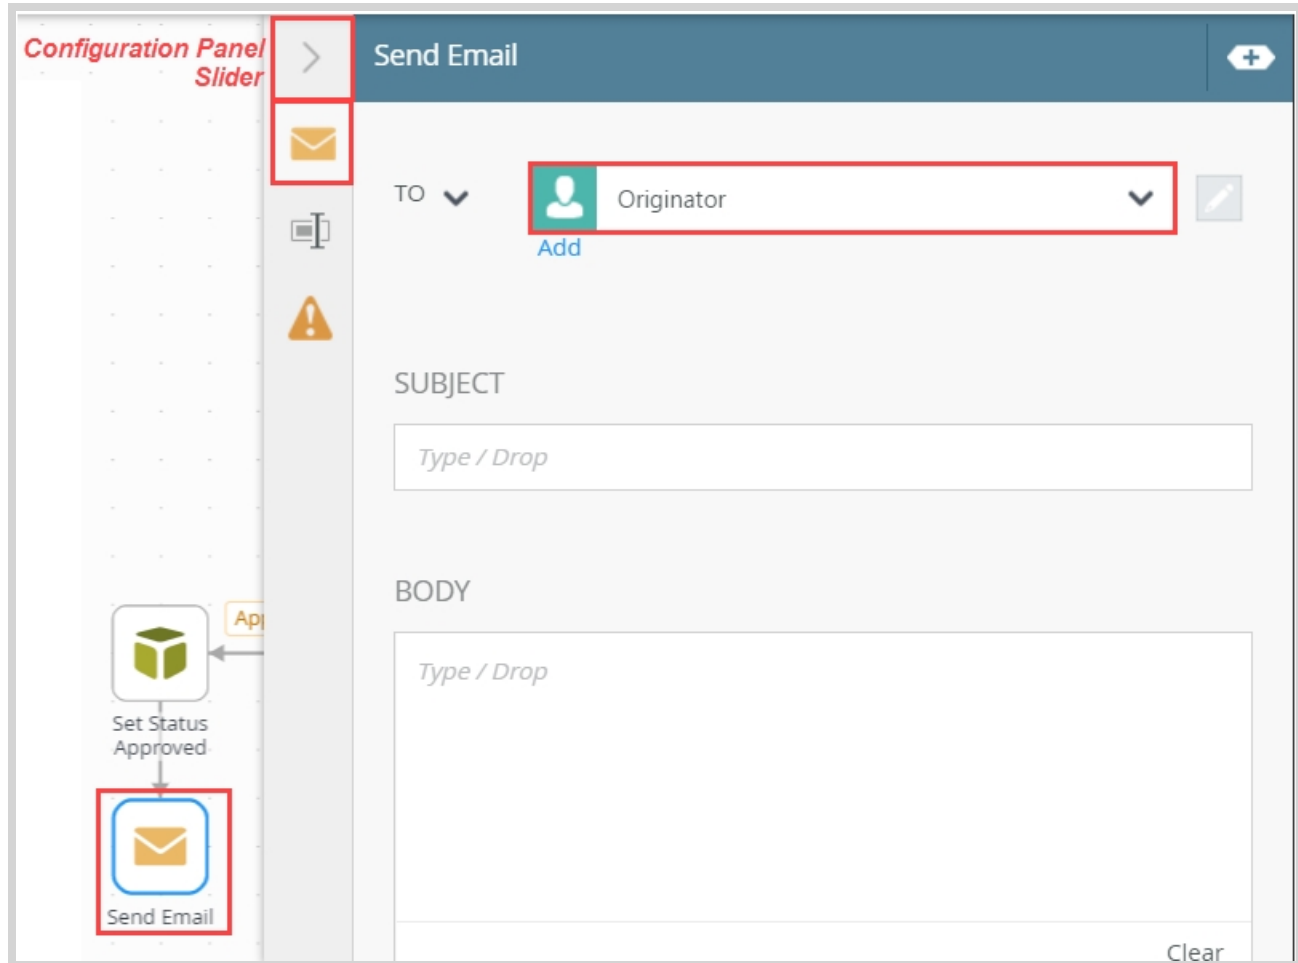 Configuration Panel
Slider
Send Email
TO
Originator
Add
SUBJECT
Type / Drop
BODY
Type / Drop
App
Set Status
Approved
Send Email
Clear